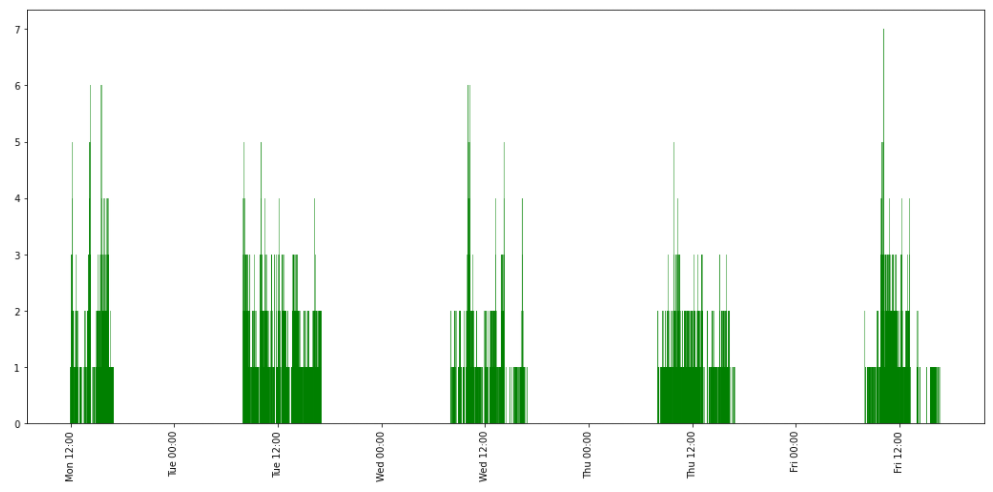 7
6
5
4
3
2
1
0
Mon 12:00
Tue 00:00
Tue 12:00
Wed 00:00
Wed 12:00
Thu 00:00
Thu 12:00
Fri 00:00
Fri 12:00